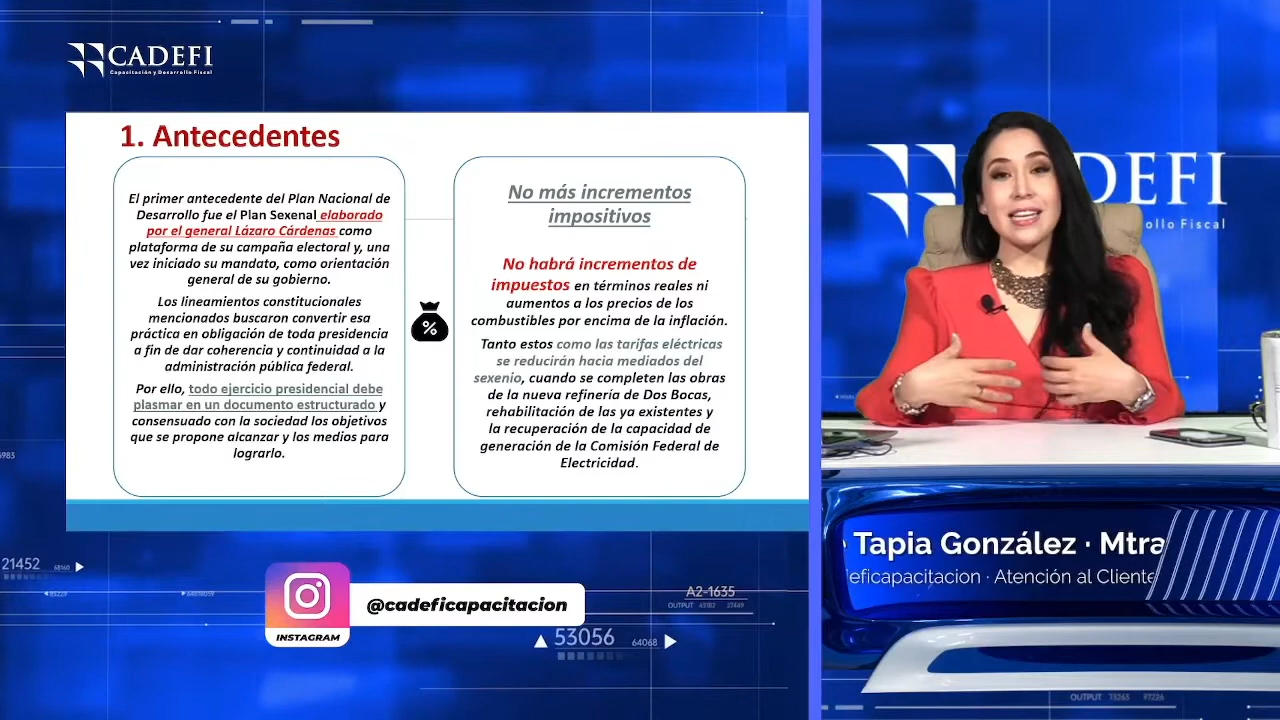 CADEFI
Capacitación y Desarrollo Fiscal
1. Antecedentes
El primer antecedente del Plan Nacional de
Desarrollo fue el Plan Sexenal elaborado
por el general Lázaro Cárdenas como
plataforma de su campaña electoral y, una
vez iniciado su mandato, como orientación
general de su gobierno.
Los lineamientos constitucionales
mencionados buscaron convertir esa
práctica en obligación de toda presidencia
a fin de dar coherencia y continuidad a la
administración pública federal.
Por ello, todo ejercicio presidencial debe
plasmar en un documento estructurado y
consensuado con la sociedad los objetivos
que se propone alcanzar y los medios para
lograrlo.
%
No más incrementos
impositivos
No habrá incrementos de
impuestos en términos reales ni
aumentos a los precios de los
combustibles por encima de la inflación.
Tanto estos como las tarifas eléctricas
se reducirán hacia mediados del
sexenio, cuando se completen las obras
de la nueva refinería de Dos Bocas,
rehabilitación de las ya existentes y
la recuperación de la capacidad de
generación de la Comisión Federal de
Electricidad.
DEFI
ollo Fiscal
Tapia González · Mtra
eficapacitacion · Atención al Cliente
INSTAGRAM
@cadeficapacitacion
21452
A2-1635
OUTPUT
53056
64068
OUTPUT 73265 97226